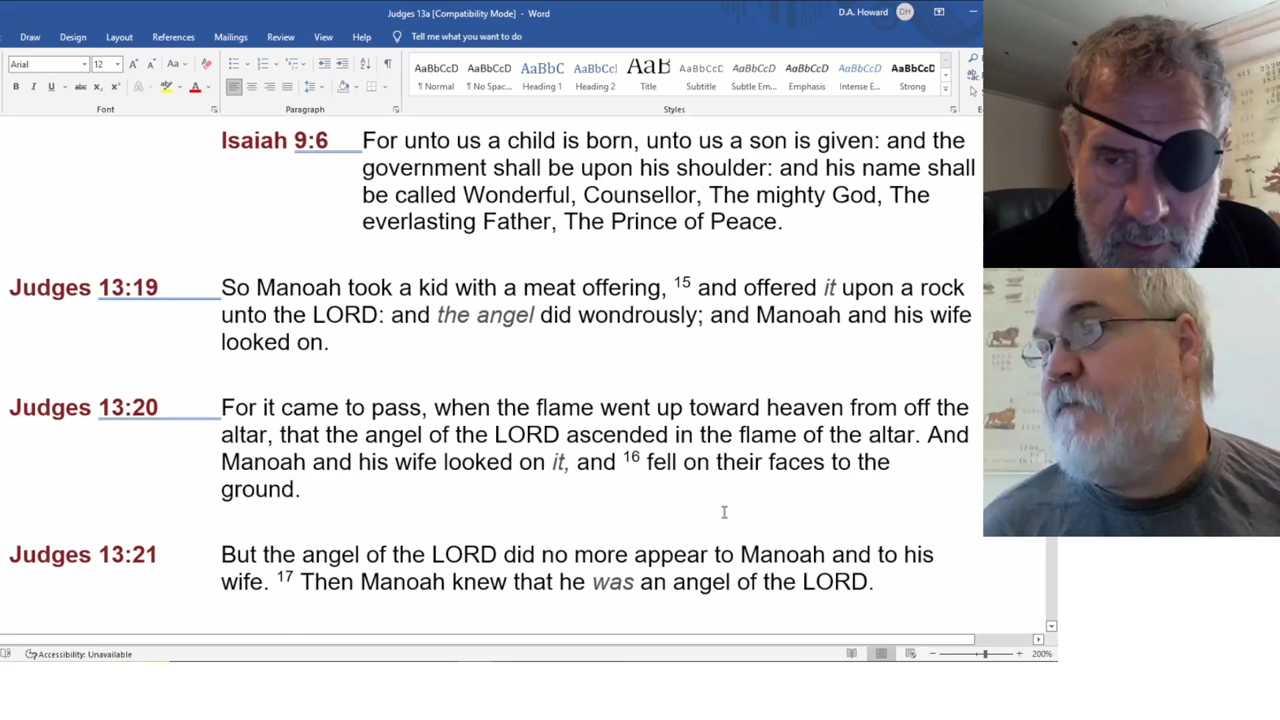 Judges 13a [Compatibility Mode] - Word
D.A. Howard DH
Draw Design Layout References Mailings Review View Help Tell me what you want to do
Arial 12 A A Aa
AaBbCcD AaBbCcD AaBbC AaBbCcI AaB AaBbCcD AaBbCcD AaBbCcD AaBbCcD AaBbCcD
B I U abc X₂ X² A A
¶ Normal ¶ No Spac... Heading 1 Heading 2 Title Subtitle Subtle Em... Emphasis Intense E... Strong
Font Paragraph Styles
Isaiah 9:6 For unto us a child is born, unto us a son is given: and the
government shall be upon his shoulder: and his name shall
be called Wonderful, Counsellor, The mighty God, The
everlasting Father, The Prince of Peace.
Judges 13:19 So Manoah took a kid with a meat offering, 15 and offered it upon a rock
unto the LORD: and the angel did wondrously; and Manoah and his wife
looked on.
Judges 13:20 For it came to pass, when the flame went up toward heaven from off the
altar, that the angel of the LORD ascended in the flame of the altar. And
Manoah and his wife looked on it, and 16 fell on their faces to the
ground.
Judges 13:21 But the angel of the LORD did no more appear to Manoah and to his
wife. 17 Then Manoah knew that he was an angel of the LORD.
Accessibility: Unavailable 200%